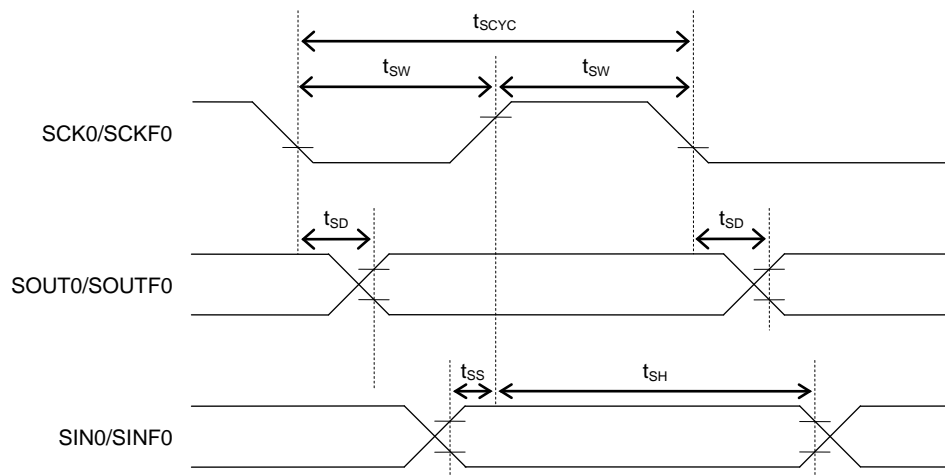 tSCYC
tSW tSW
SCK0/SCKF0
tSD tSD
SOUT0/SOUTF0
tSS tSH
SIN0/SINF0